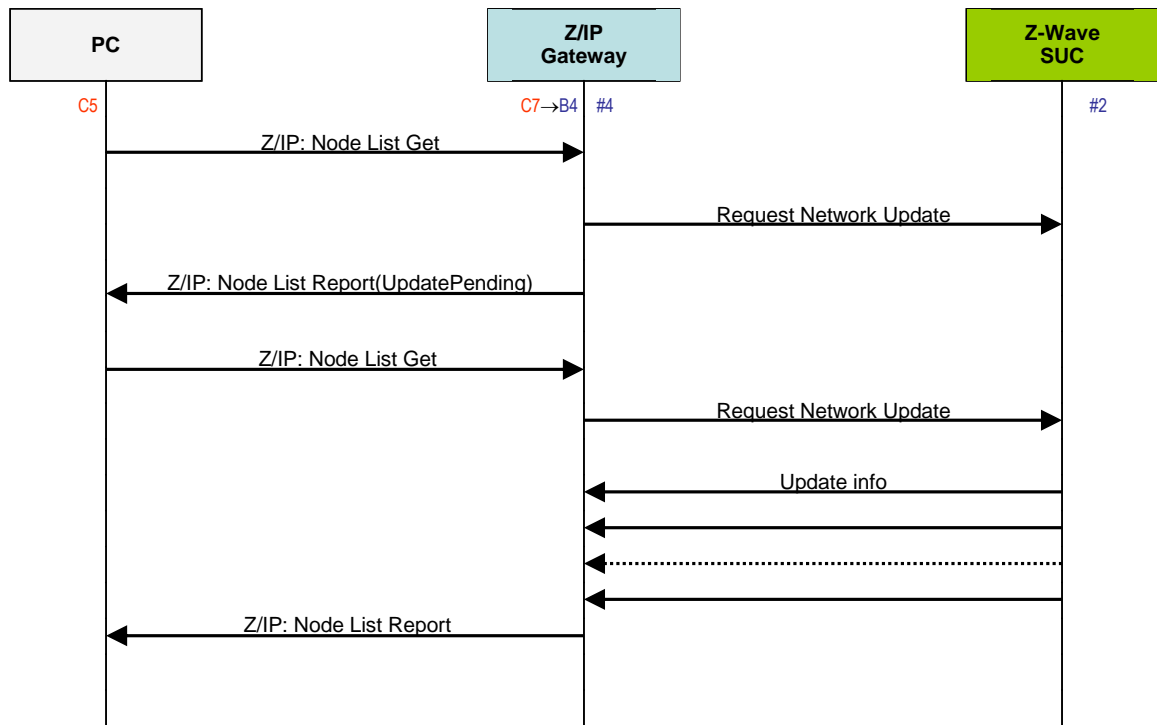 PC
Z/IP
Gateway
Z-Wave
SUC
C5
C7→B4
#4
#2
Z/IP: Node List Get
Request Network Update
Z/IP: Node List Report(UpdatePending)
Z/IP: Node List Get
Request Network Update
Update info
Z/IP: Node List Report